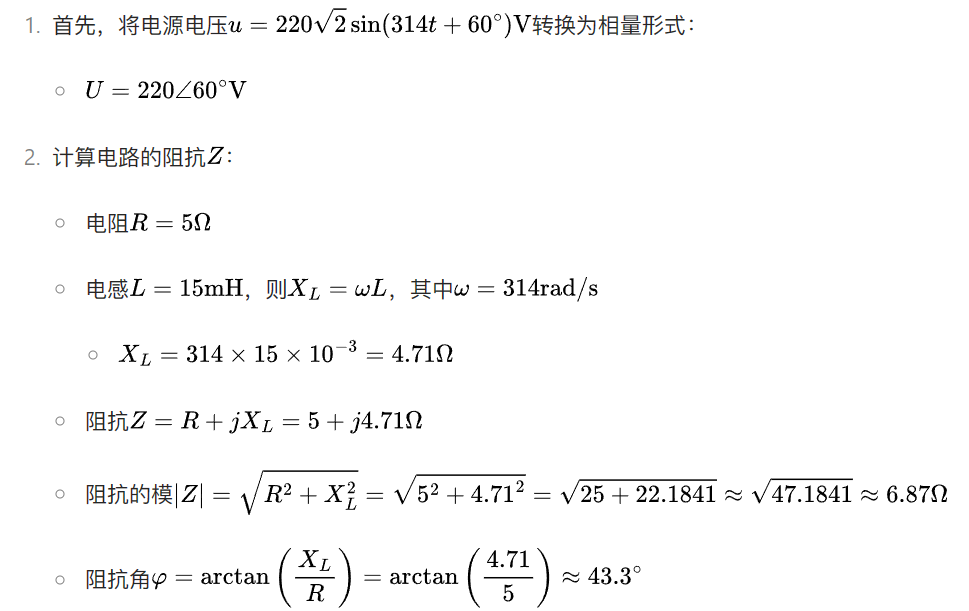 1. 首先，将电源电压u = 220√2 sin(314t + 60°)V转换为相量形式：
○ U = 220∠60°V
2. 计算电路的阻抗Z：
○ 电阻R = 5Ω
○ 电感L = 15mH，则X_L = ωL，其中ω = 314rad/s
○ X_L = 314 × 15 × 10⁻³ = 4.71Ω
○ 阻抗Z = R + jX_L = 5 + j4.71Ω
○ 阻抗的模|Z| = √(R² + X_L²) = √(5² + 4.71²) = √(25 + 22.1841) ≈ √47.1841 ≈ 6.87Ω
○ 阻抗角φ = arctan(X_L/R) = arctan(4.71/5) ≈ 43.3°